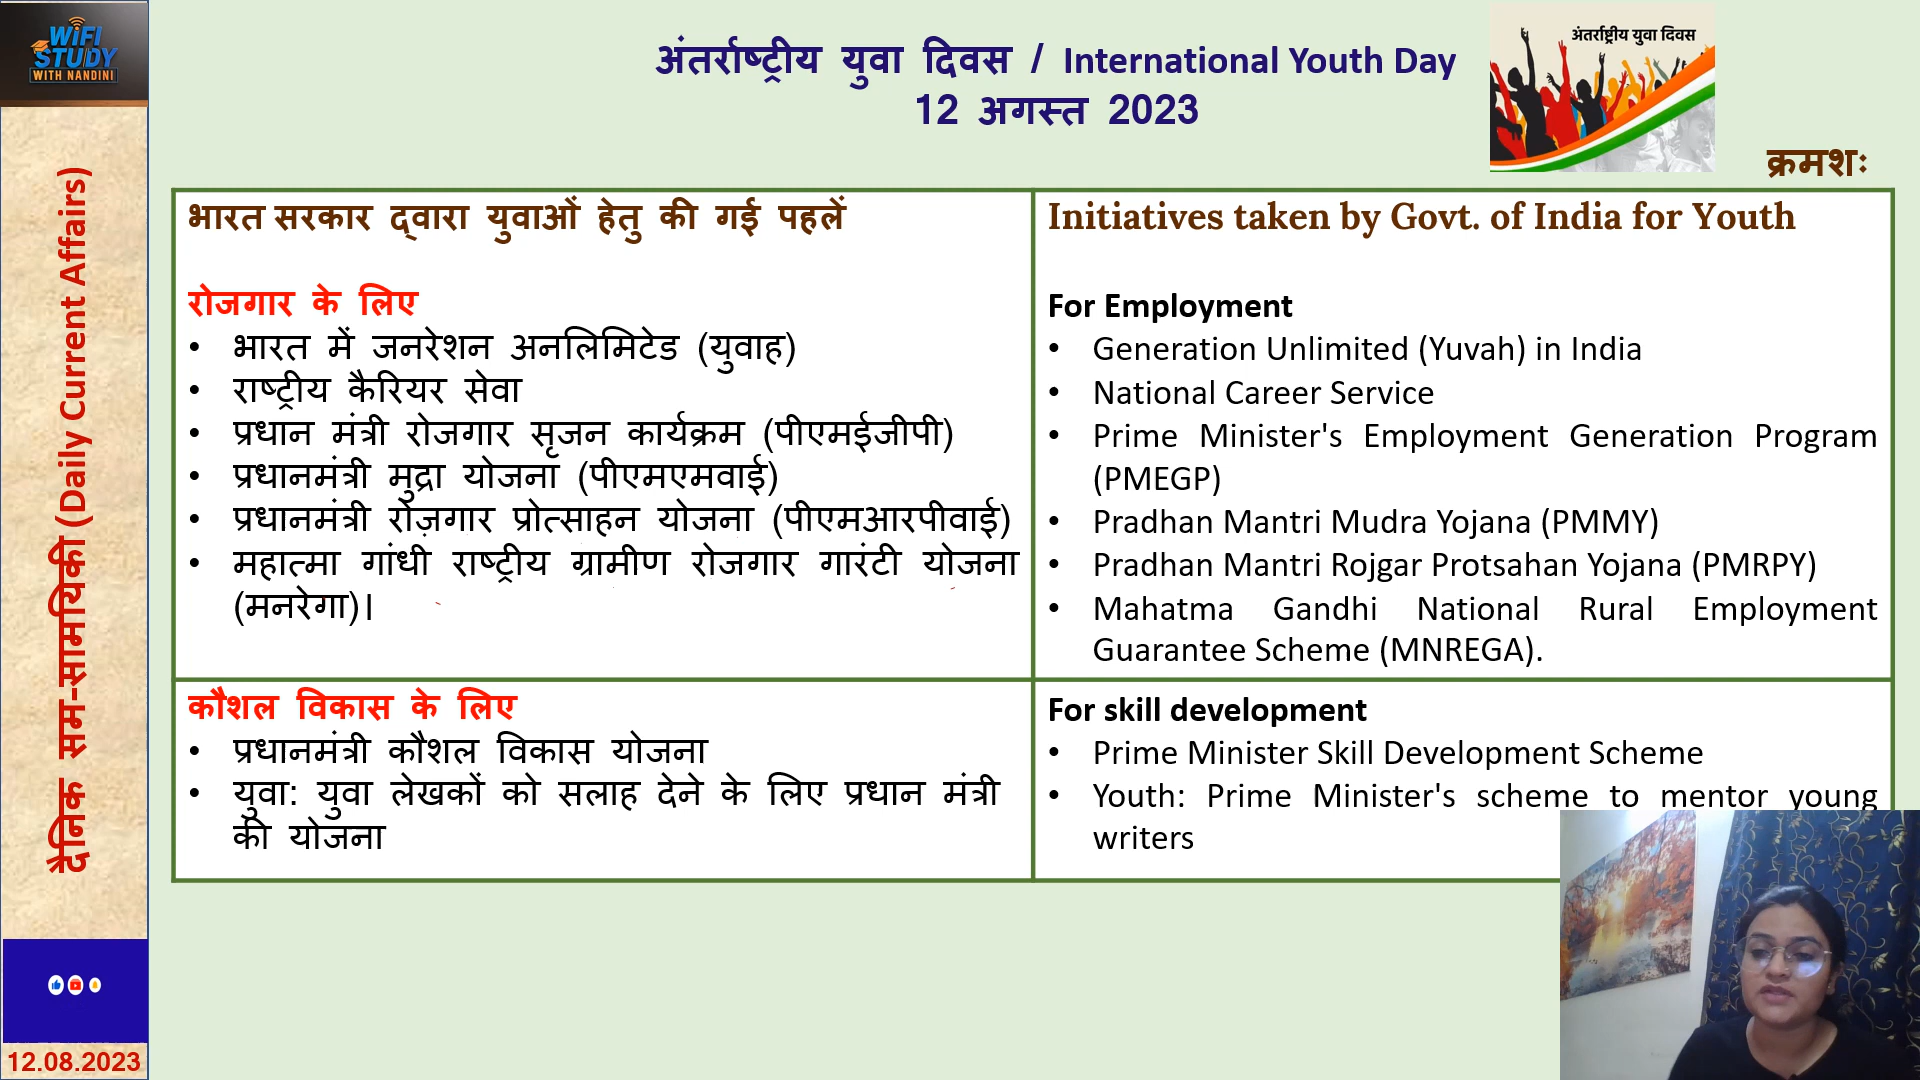 WiFI
STUDY
WITH NANDINI
दैनिक सम-सामयिकी (Daily Current Affairs)
12.08.2023
अंतर्राष्ट्रीय युवा दिवस / International Youth Day
12 अगस्त 2023
अंतर्राष्ट्रीय युवा दिवस
क्रमशः
भारत सरकार द्वारा युवाओं हेतु की गई पहलें
रोजगार के लिए
• भारत में जनरेशन अनलिमिटेड (युवाह)
• राष्ट्रीय कैरियर सेवा
• प्रधान मंत्री रोजगार सृजन कार्यक्रम (पीएमईजीपी)
• प्रधानमंत्री मुद्रा योजना (पीएमएमवाई)
• प्रधानमंत्री रोज़गार प्रोत्साहन योजना (पीएमआरपीवाई)
• महात्मा गांधी राष्ट्रीय ग्रामीण रोजगार गारंटी योजना
(मनरेगा)।
Initiatives taken by Govt. of India for Youth
For Employment
• Generation Unlimited (Yuvah) in India
• National Career Service
• Prime Minister's Employment Generation Program
(PMEGP)
• Pradhan Mantri Mudra Yojana (PMMY)
• Pradhan Mantri Rojgar Protsahan Yojana (PMRPY)
• Mahatma Gandhi National Rural Employment
Guarantee Scheme (MNREGA).
कौशल विकास के लिए
• प्रधानमंत्री कौशल विकास योजना
• युवा: युवा लेखकों को सलाह देने के लिए प्रधान मंत्री
की योजना
For skill development
• Prime Minister Skill Development Scheme
• Youth: Prime Minister's scheme to mentor young
writers